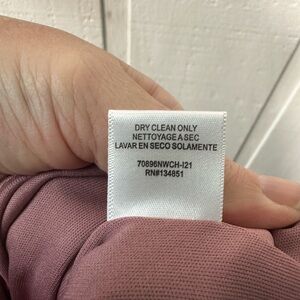 DRY CLEAN ONLY
NETTOYAGE A SEC
LAVAR EN SECO SOLAMENTE
70896NWCH-I21
RN#134851